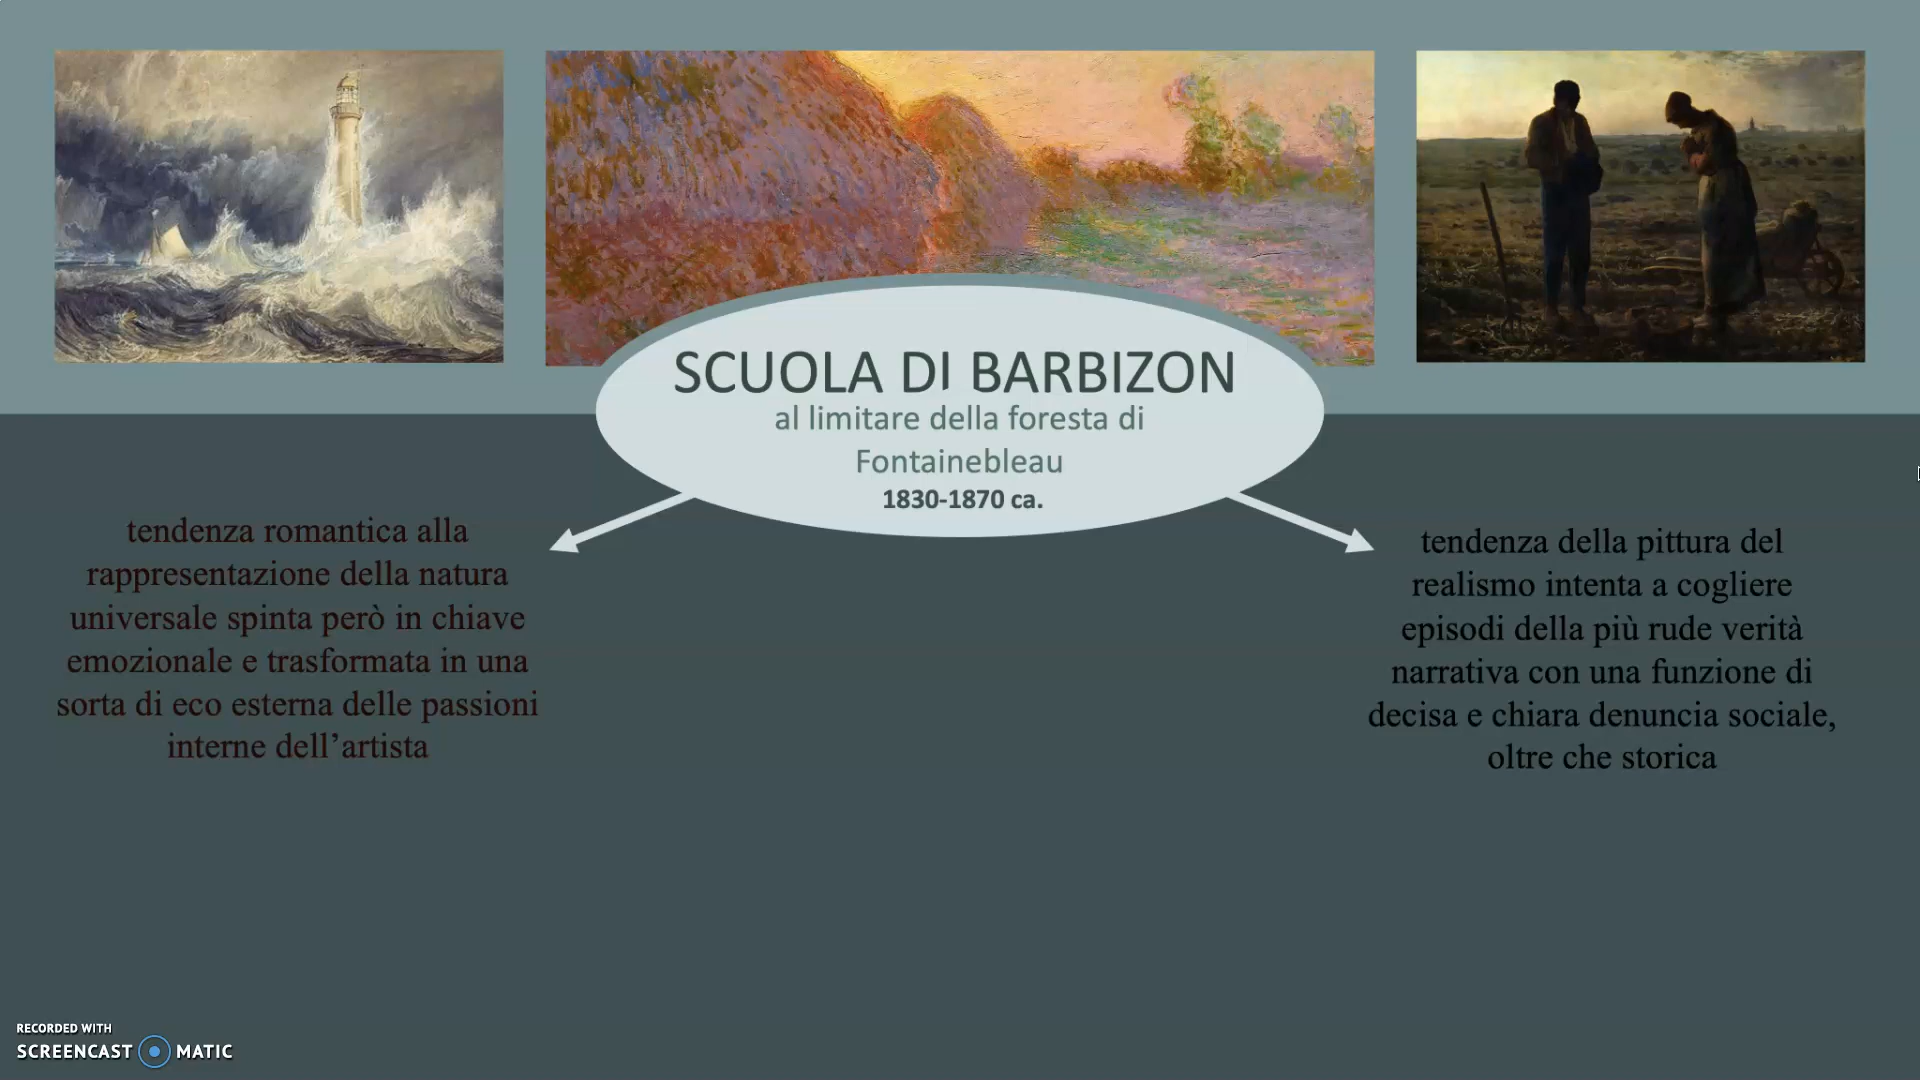 SCUOLA DI BARBIZON
al limitare della foresta di
Fontainebleau
1830-1870 ca.
tendenza romantica alla
rappresentazione della natura
universale spinta però in chiave
emozionale e trasformata in una
sorta di eco esterna delle passioni
interne dell’artista
tendenza della pittura del
realismo intenta a cogliere
episodi della più rude verità
narrativa con una funzione di
decisa e chiara denuncia sociale,
oltre che storica
RECORDED WITH
SCREENCAST MATIC